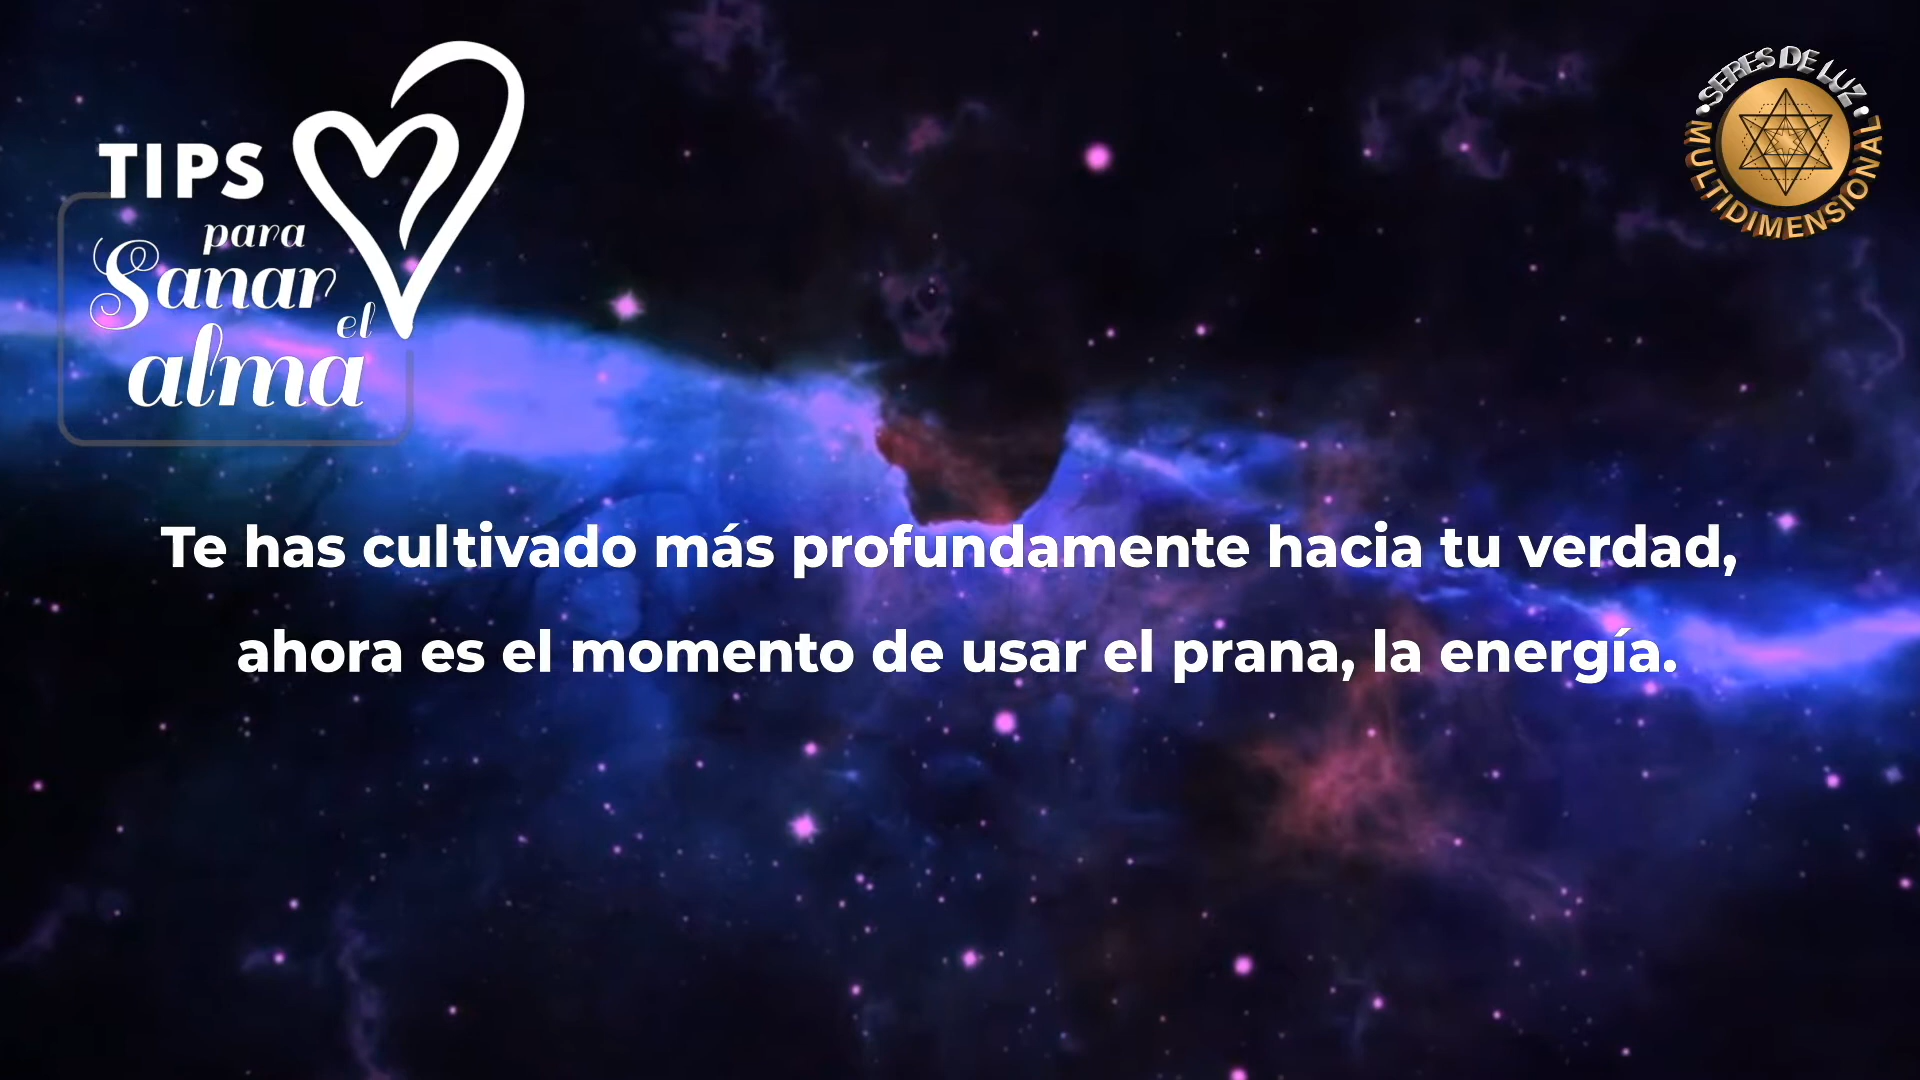 TIPS
para
Sanar
el
alma
SERES DE LUZ
MULTIDIMENSIONAL
Te has cultivado más profundamente hacia tu verdad,
ahora es el momento de usar el prana, la energía.